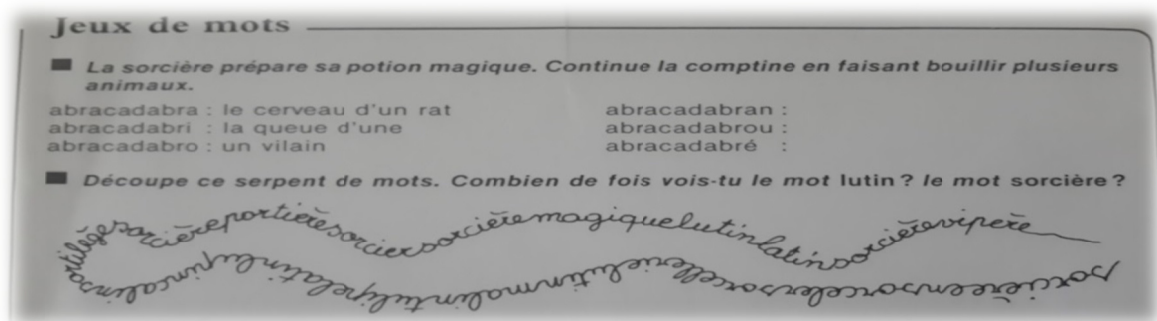 Jeux de mots
La sorcière prépare sa potion magique. Continue la comptine en faisant bouillir plusieurs
animaux.
abracadabra : le cerveau d'un rat
abracadabri : la queue d'une
abracadabro : un vilain
abracadabran :
abracadabrou :
abracadabré :
Découpe ce serpent de mots. Combien de fois vois-tu le mot lutin ? le mot sorcière ?
sortilègesorcièreportièresorciersorcièremagiquelutinlatinsorcièrevipère